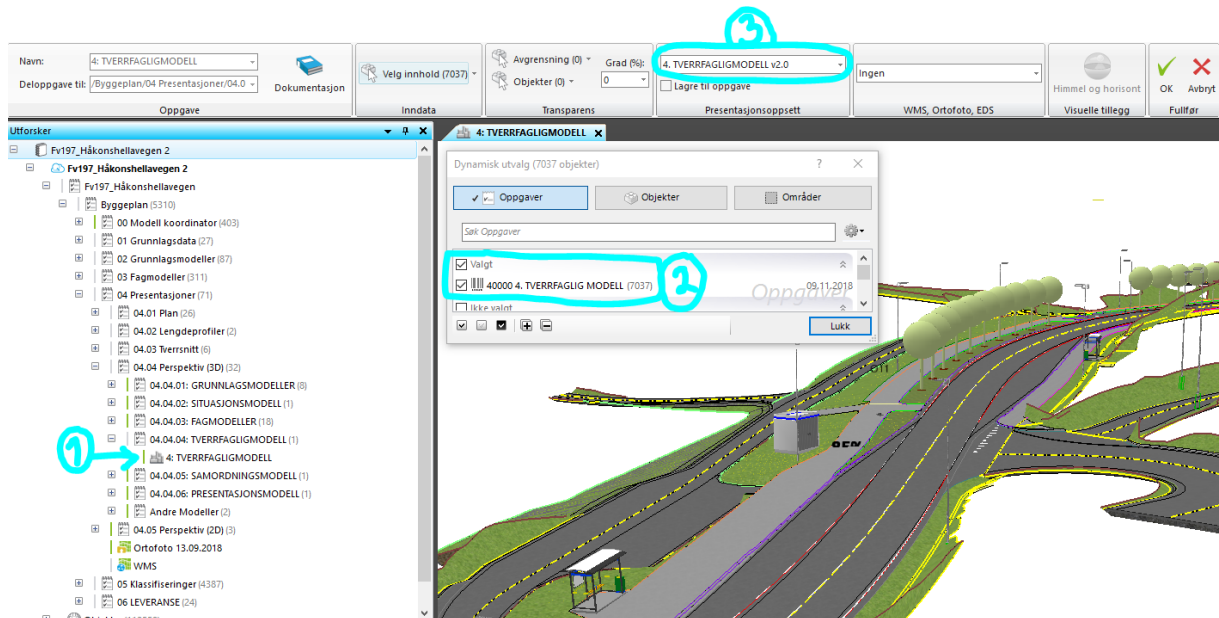 3
Navn:
4: TVERRFAGLIGMODELL
Deloppgave til:
/Byggeplan/04 Presentasjoner/04.0
Dokumentasjon
Oppgave
Velg innhold (7037)
Inndata
Avgrensning (0)
Objekter (0)
Grad (%):
0
Transparens
4. TVERRFAGLIGMODELL v2.0
Lagre til oppgave
Presentasjonsoppsett
Ingen
WMS, Ortofoto, EDS
Himmel og horisont
Visuelle tillegg
OK
Avbryt
Fullfør
Utforsker
Fv197_Håkonshellavegen 2
Fv197_Håkonshellavegen 2
Fv197_Håkonshellavegen
Byggeplan (5310)
00 Modell koordinator (403)
01 Grunnlagsdata (27)
02 Grunnlagsmodeller (87)
03 Fagmodeller (311)
04 Presentasjoner (71)
04.01 Plan (26)
04.02 Lengdeprofiler (2)
04.03 Tverrsnitt (6)
04.04 Perspektiv (3D) (32)
04.04.01: GRUNNLAGSMODELLER (8)
04.04.02: SITUASJONSMODELL (1)
04.04.03: FAGMODELLER (18)
04.04.04: TVERRFAGLIGMODELL (1)
1
4: TVERRFAGLIGMODELL
04.04.05: SAMORDNINGSMODELL (1)
04.04.06: PRESENTASJONSMODELL (1)
Andre Modeller (2)
04.05 Perspektiv (2D) (3)
Ortofoto 13.09.2018
WMS
05 Klassifiseringer (4387)
06 LEVERANSE (24)
4: TVERRFAGLIGMODELL
Dynamisk utvalg (7037 objekter)
Oppgaver
Objekter
Områder
Søk Oppgaver
Valgt
40000 4. TVERRFAGLIG MODELL (7037)
2
09.11.2018
Oppgaver
Ikke valgt
Lukk